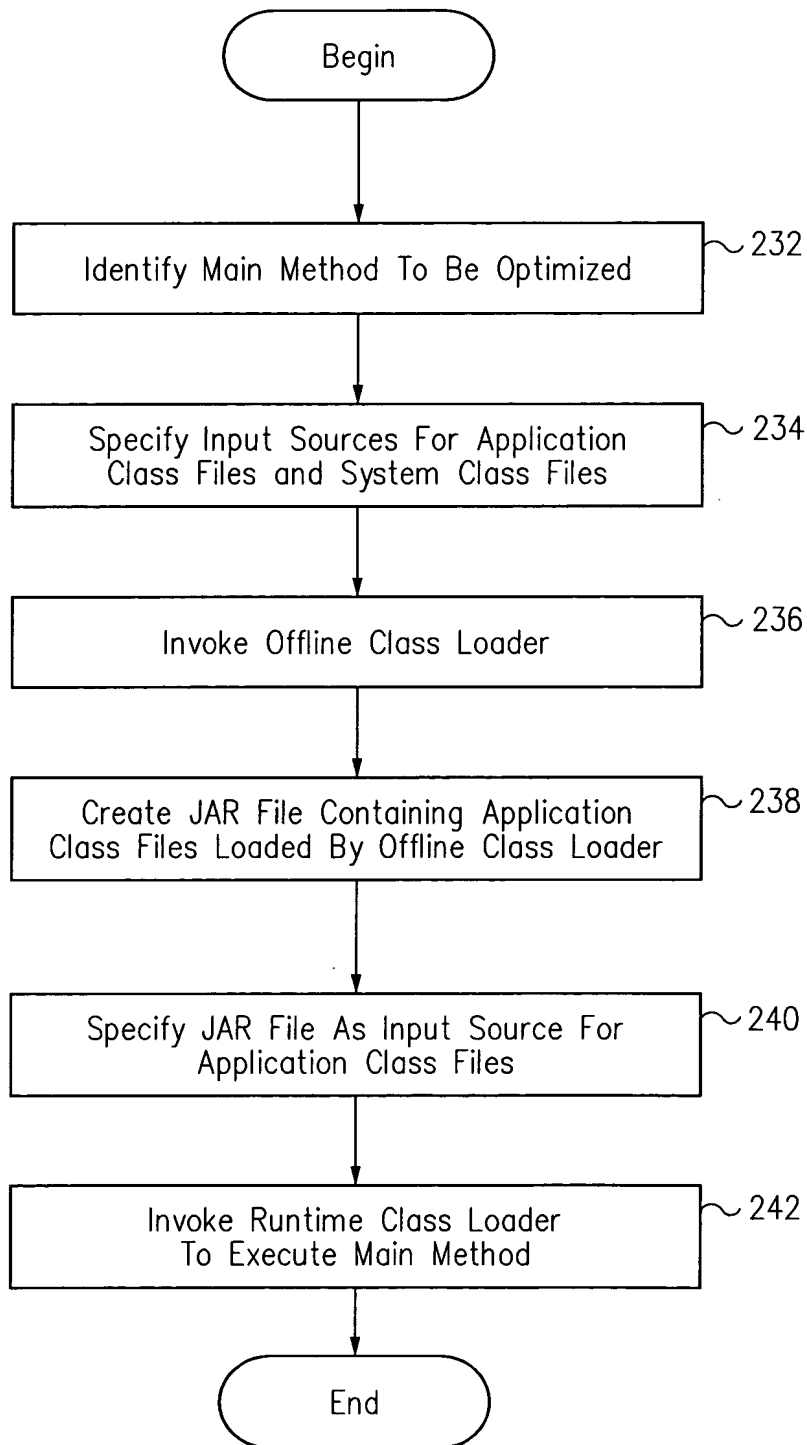 Begin
Identify Main Method To Be Optimized
232
Specify Input Sources For Application
Class Files and System Class Files
234
Invoke Offline Class Loader
236
Create JAR File Containing Application
Class Files Loaded By Offline Class Loader
238
Specify JAR File As Input Source For
Application Class Files
240
Invoke Runtime Class Loader
To Execute Main Method
242
End